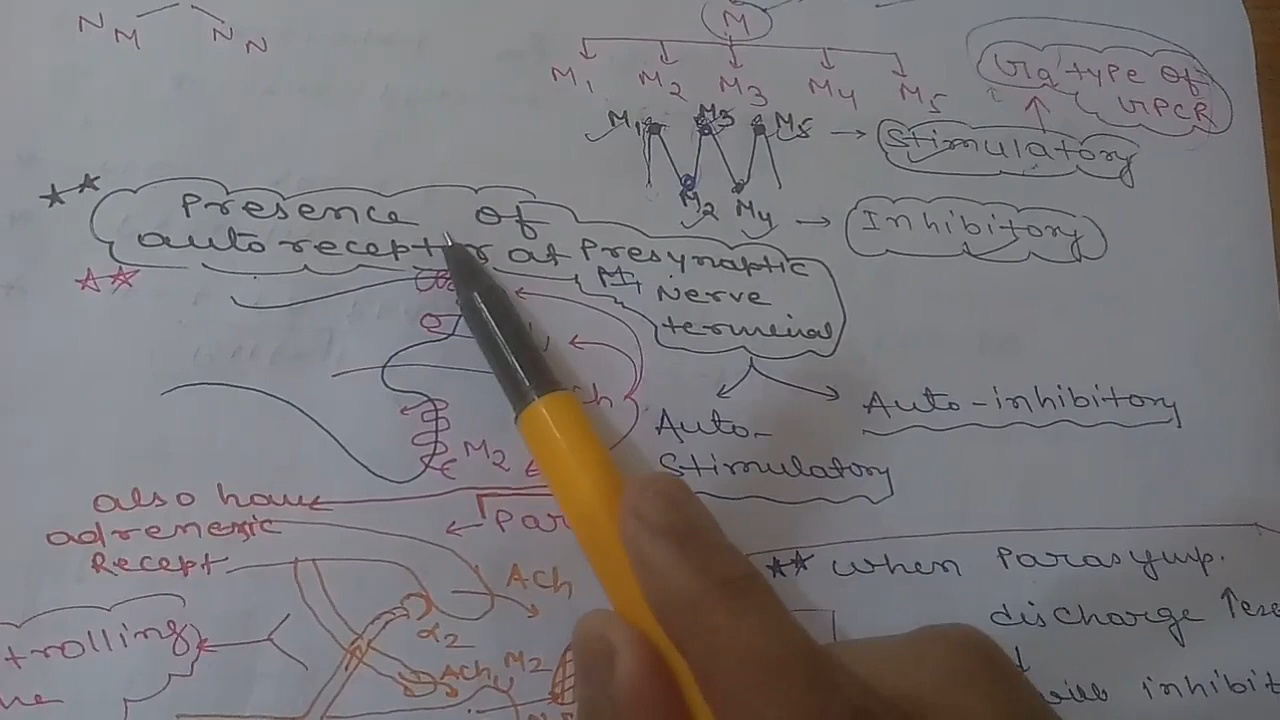 N M N N
M
M1 M2 M3 M4 M5
Gq type of
GPCR
M1 M3 M5 → Stimulatory
M2 M4 → Inhibitory
** Presence of
autoreceptor at Presynaptic
**
M1 Nerve
terminal
Auto-inhibitory
Auto-
Stimulatory
M2
also have
adrenergic
Recept
** When Parasymp.
discharge
ACh
α2
ACh M2
inhibit